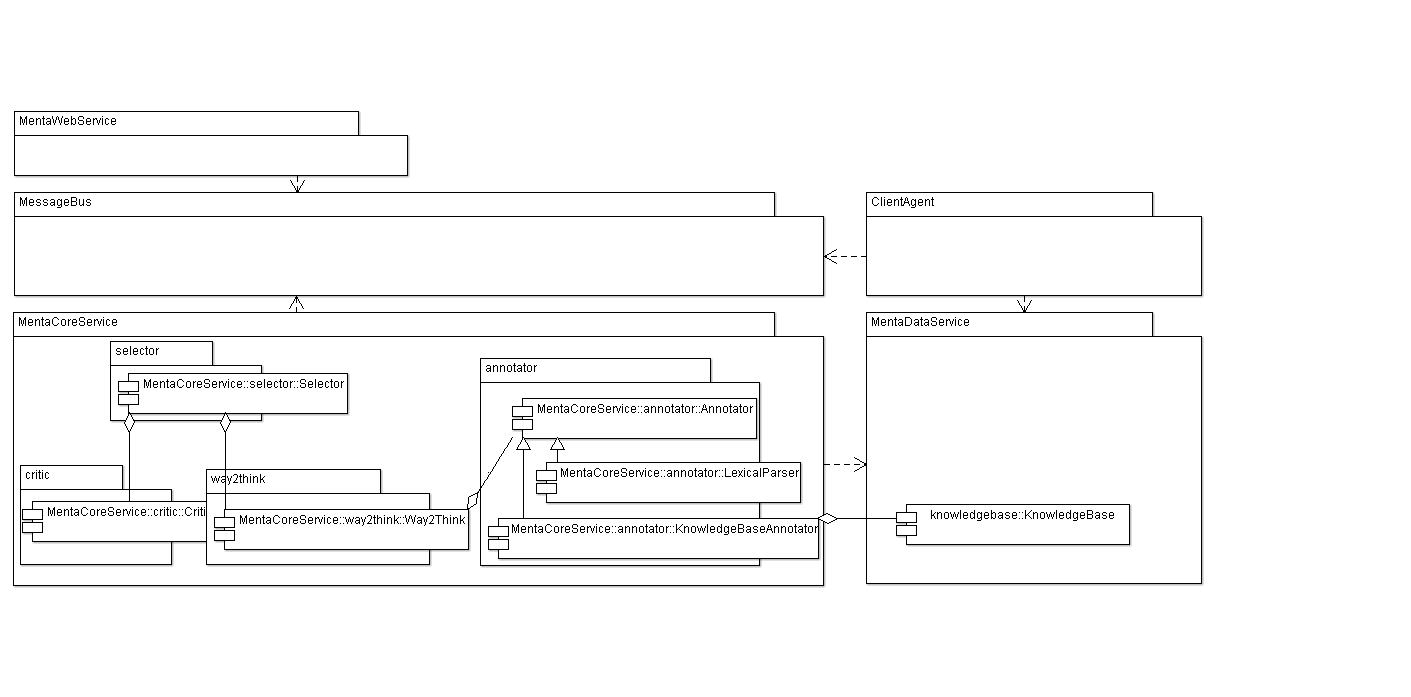 MentaWebService
MessageBus
ClientAgent
MentaCoreService
MentaDataService
selector
MentaCoreService::selector::Selector
annotator
MentaCoreService::annotator::Annotator
MentaCoreService::annotator::LexicalParser
critic
MentaCoreService::critic::Criti
way2think
MentaCoreService::way2think::Way2Think
MentaCoreService::annotator::KnowledgeBaseAnnotator
knowledgebase::KnowledgeBase